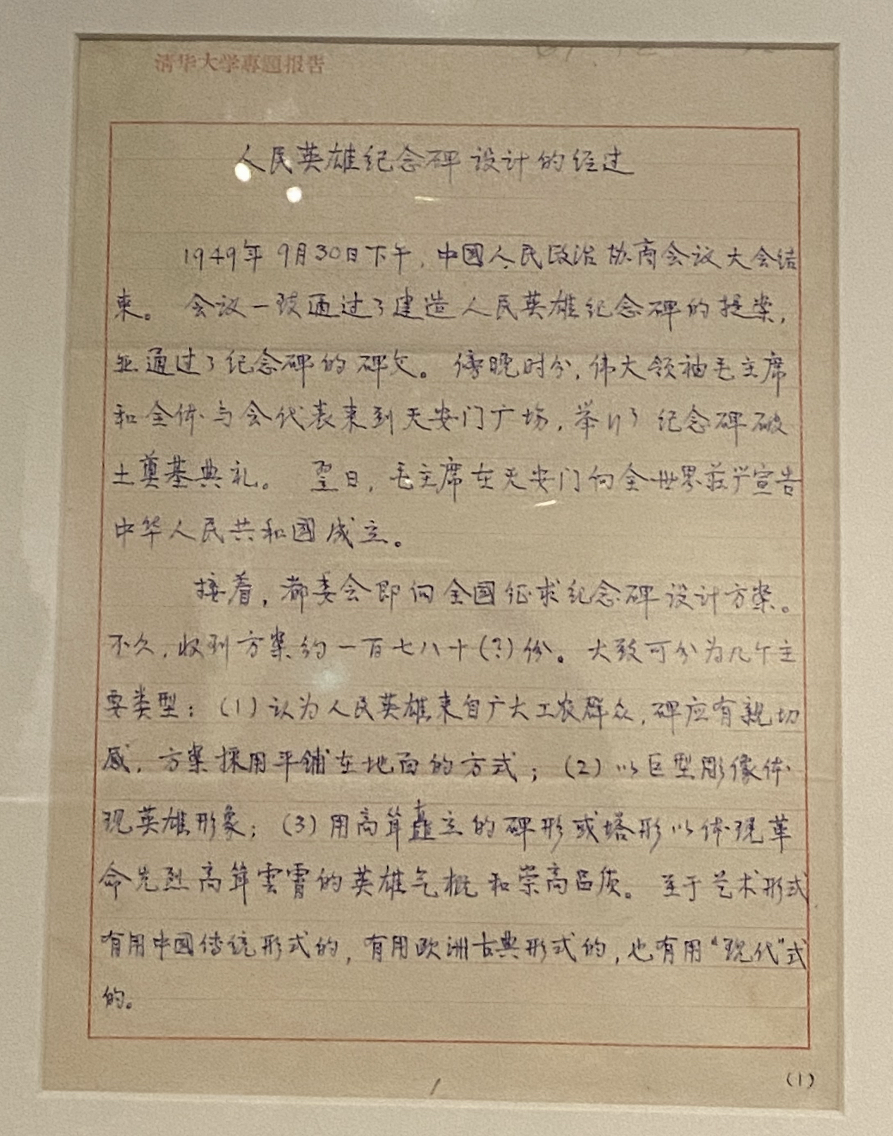 清华大学專題报告
人民英雄纪念碑设计的经过
1949年9月30日下午，中國人民政治协商会议大会结
束。会议一致通过了建造人民英雄纪念碑的提案，
並通过了纪念碑的碑文。傍晚时分，伟大领袖毛主席
和全体与会代表来到天安门广场，举行了纪念碑破
土奠基典礼。翌日，毛主席在天安门向全世界莊严宣告
中华人民共和國成立。
接着，都委会即向全国征求纪念碑设计方案。
不久，收到方案约一百七八十(？)份。大致可分为几个主
要类型：(1)认为人民英雄来自广大工农群众，碑应有親切
感，方案採用平鋪在地面的方式；(2)以巨型彫像体
现英雄形象；(3)用高耸矗立的碑形或塔形以体现革
命先烈高耸雲霄的英雄气概和崇高品质。至于艺术形式
有用中國传统形式的，有用欧洲古典形式的，也有用“现代”式
的。
1
(1)